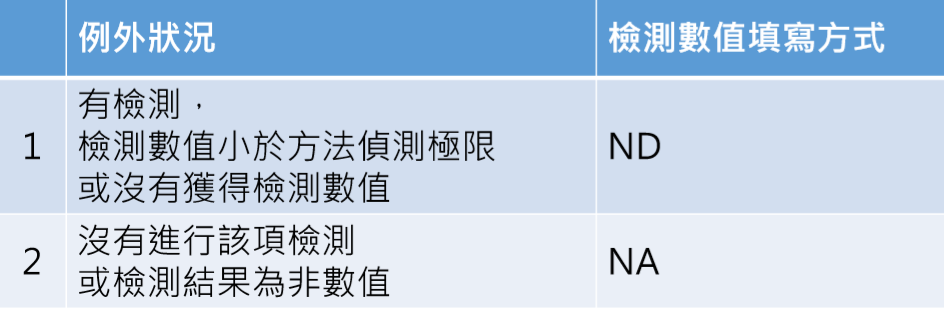 例外狀況
檢測數值填寫方式
1
有檢測，
檢測數值小於方法偵測極限
或沒有獲得檢測數值
ND
2
沒有進行該項檢測
或檢測結果為非數值
NA